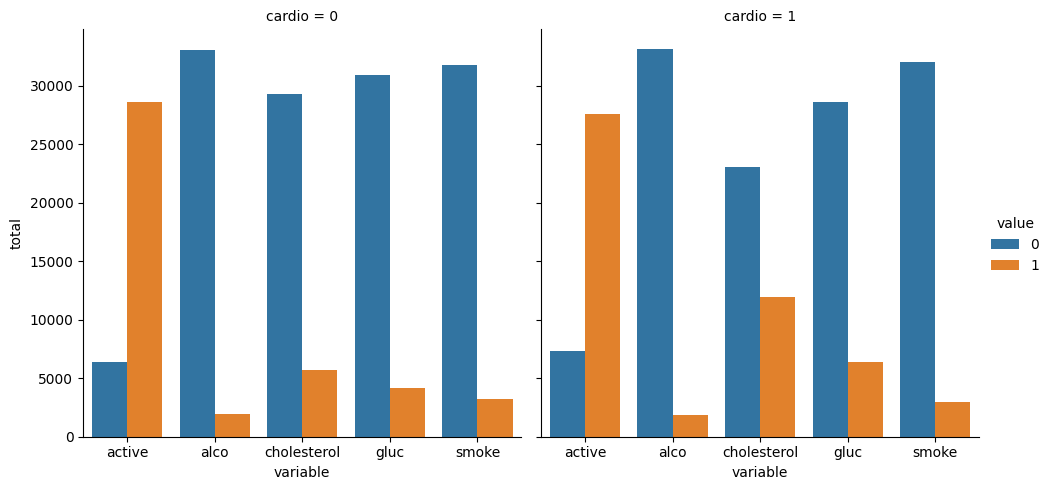 cardio = 0
cardio = 1
total
30000
25000
20000
15000
10000
5000
0
active alco cholesterol gluc smoke
variable
active alco cholesterol gluc smoke
variable
value
0
1